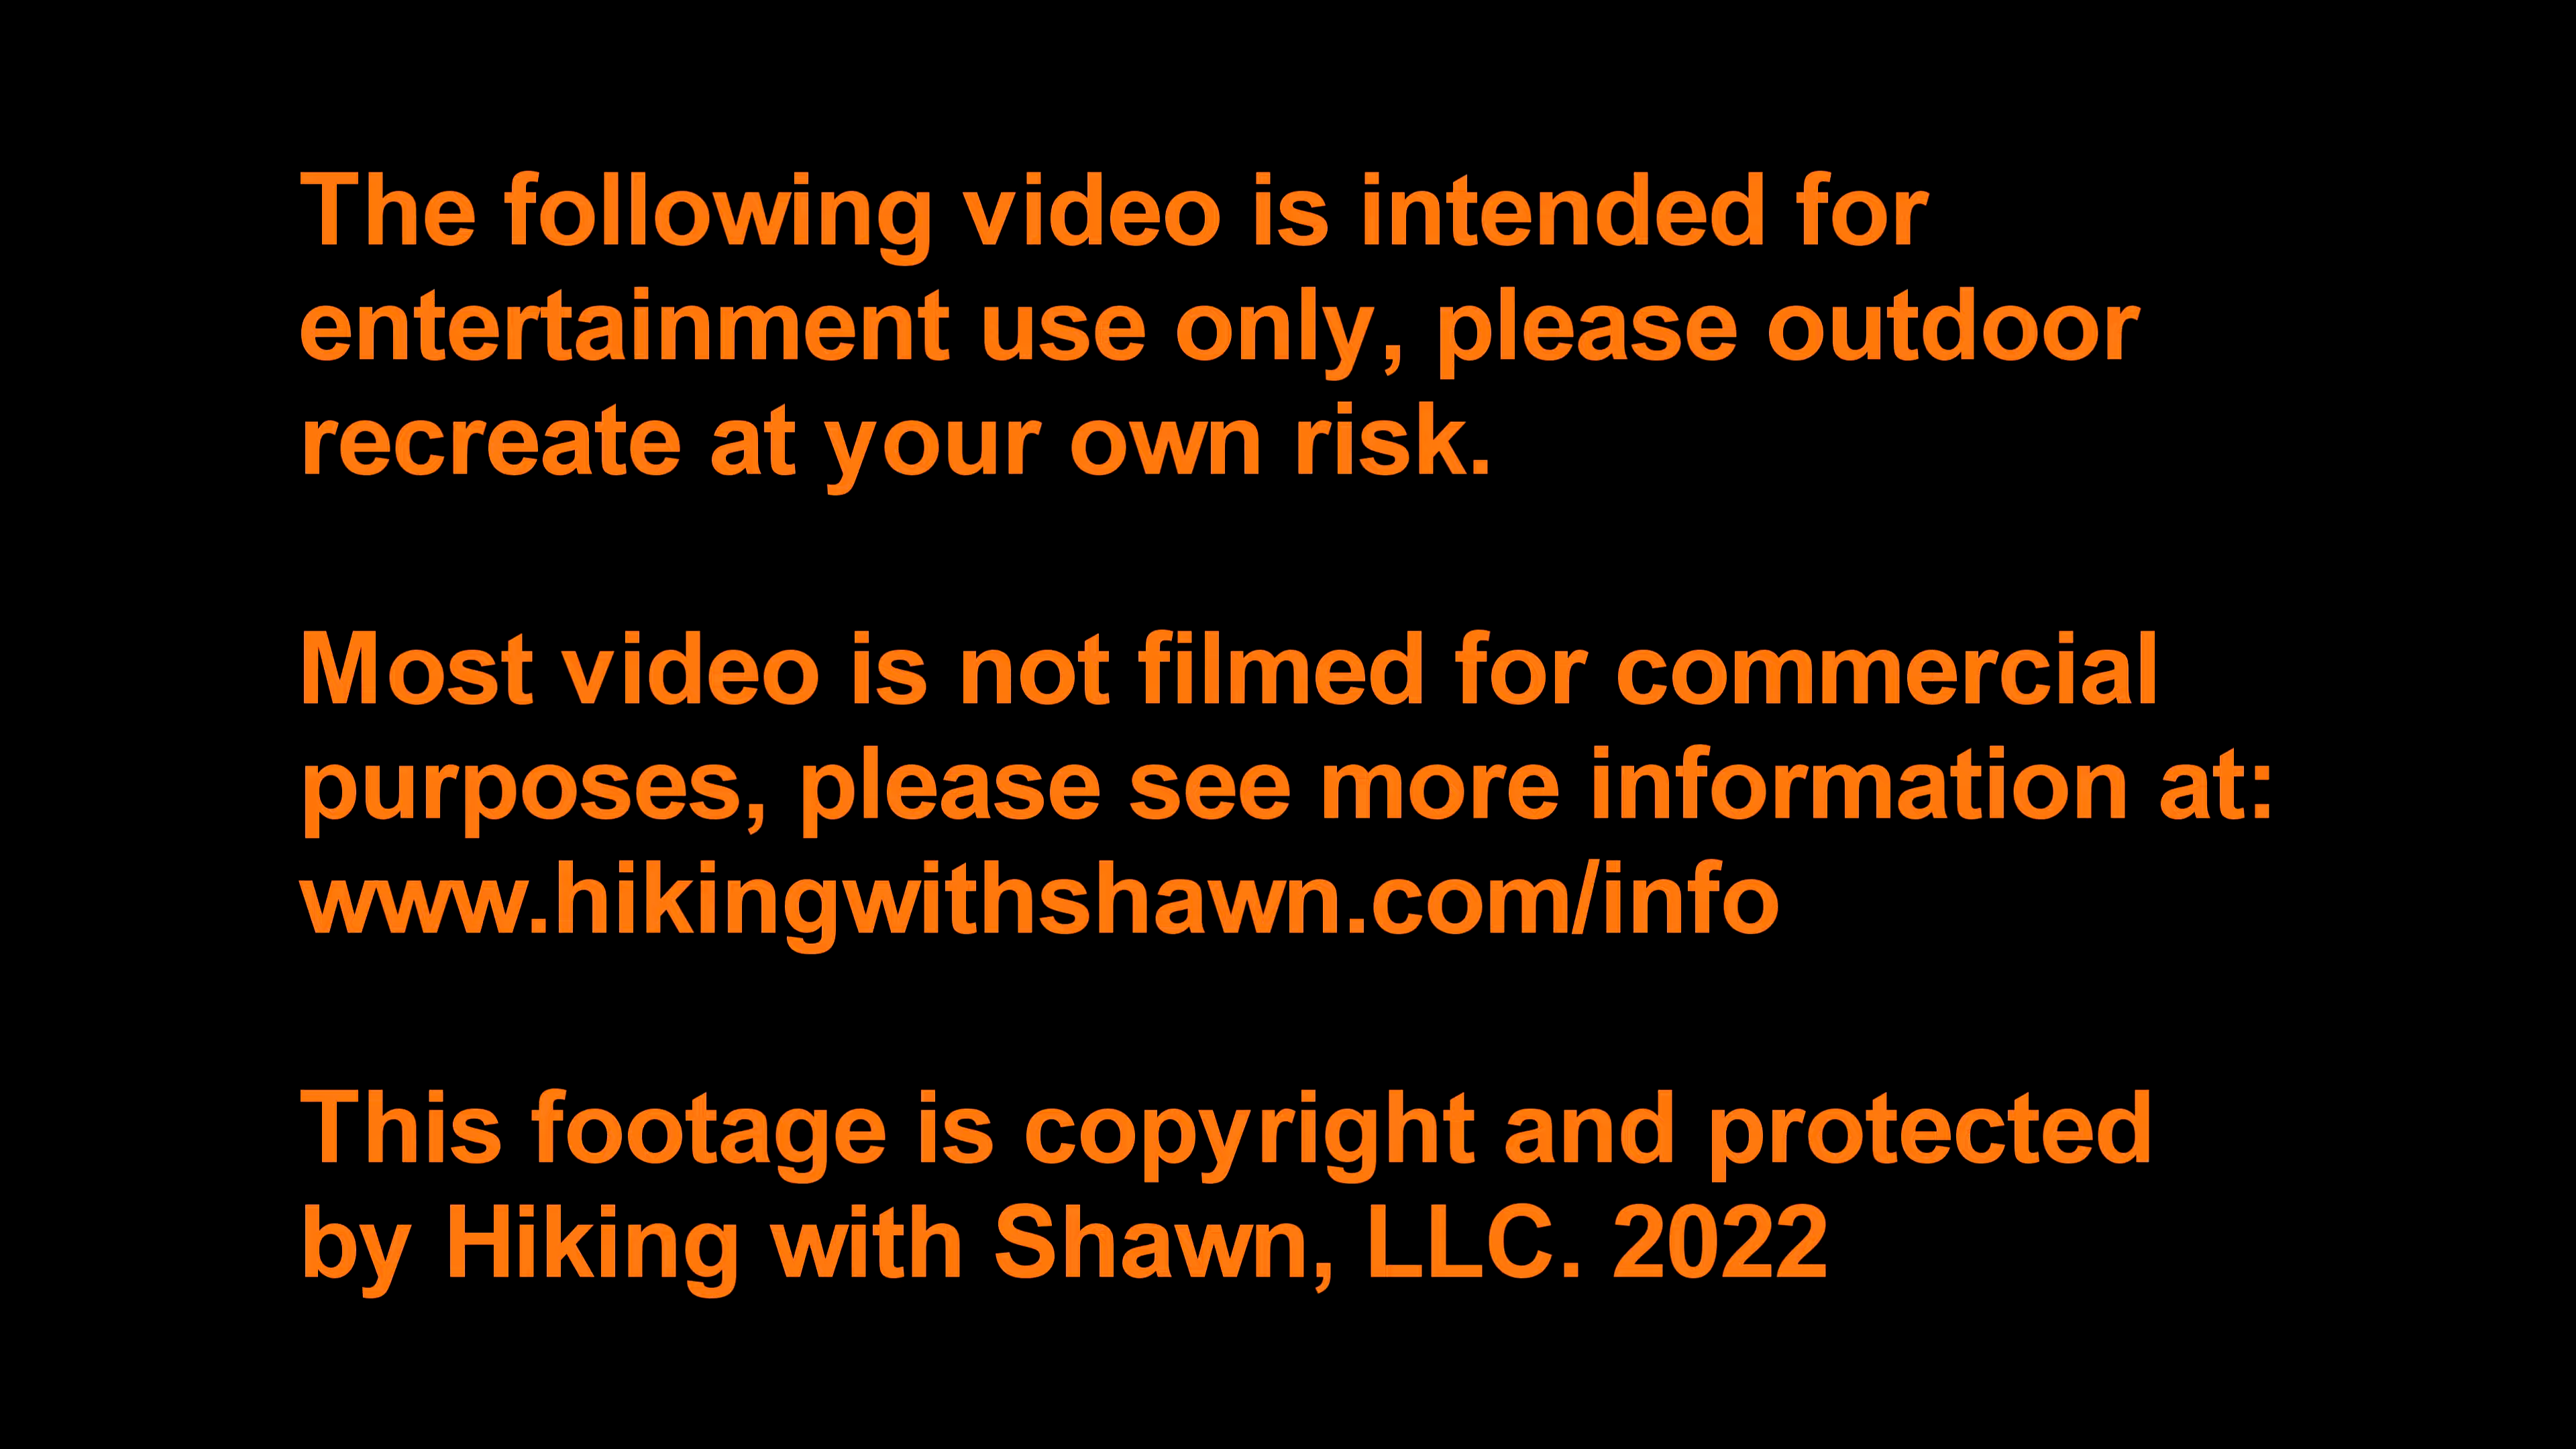 The following video is intended for
entertainment use only, please outdoor
recreate at your own risk.
Most video is not filmed for commercial
purposes, please see more information at:
www.hikingwithshawn.com/info
This footage is copyright and protected
by Hiking with Shawn, LLC. 2022